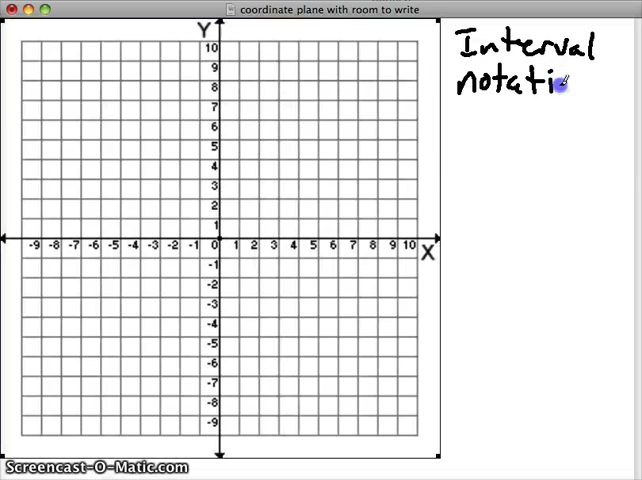 coordinate plane with room to write
Interval
notati
Y
10
9
8
7
6
5
4
3
2
1
-9 -8 -7 -6 -5 -4 -3 -2 -1 0 1 2 3 4 5 6 7 8 9 10
X
-1
-2
-3
-4
-5
-6
-7
-8
-9
Screencast-O-Matic.com